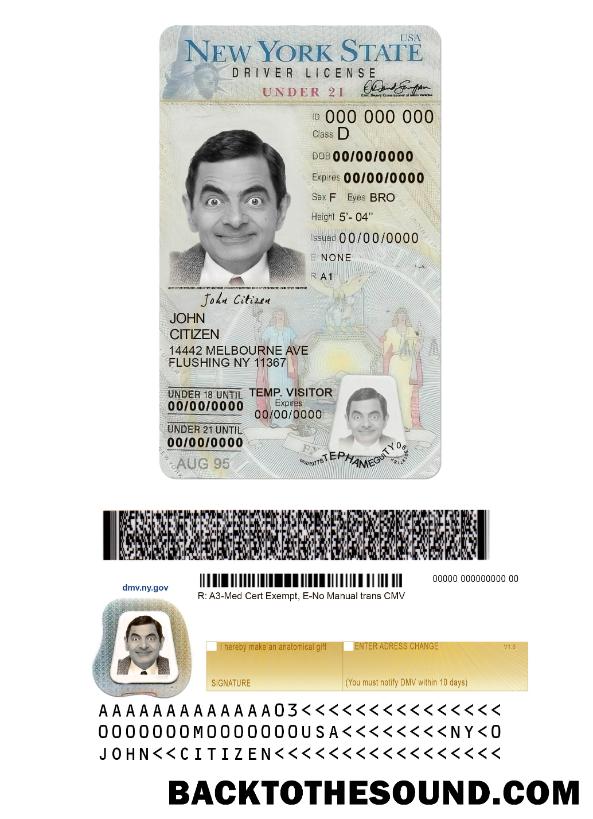 USA
NEW YORK STATE
DRIVER LICENSE
UNDER 21
ID 000 000 000
Class D
DOB 00/00/0000
Expires 00/00/0000
Sex F Eyes BRO
Height 5'- 04"
Issued 00/00/0000
E NONE
R A1
John Citizen
JOHN
CITIZEN
14442 MELBOURNE AVE
FLUSHING NY 11367
UNDER 18 UNTIL
00/00/0000
TEMP. VISITOR
Expires
00/00/0000
UNDER 21 UNTIL
00/00/0000
AUG 95
dmv.ny.gov
00000 000000000 00
R: A3-Med Cert Exempt, E-No Manual trans CMV
I hereby make an anatomical gift
ENTER ADRESS CHANGE
V1.0
SIGNATURE
(You must notify DMV within 10 days)
AAAAAAAAAAAAAO3<<<<<<<<<<<<<<<<
OOOOOOOMOOOOOOOUSA<<<<<<<<NY<O
JOHN<<CITIZEN<<<<<<<<<<<<<<<<<
BACKTOTHESOUND.COM